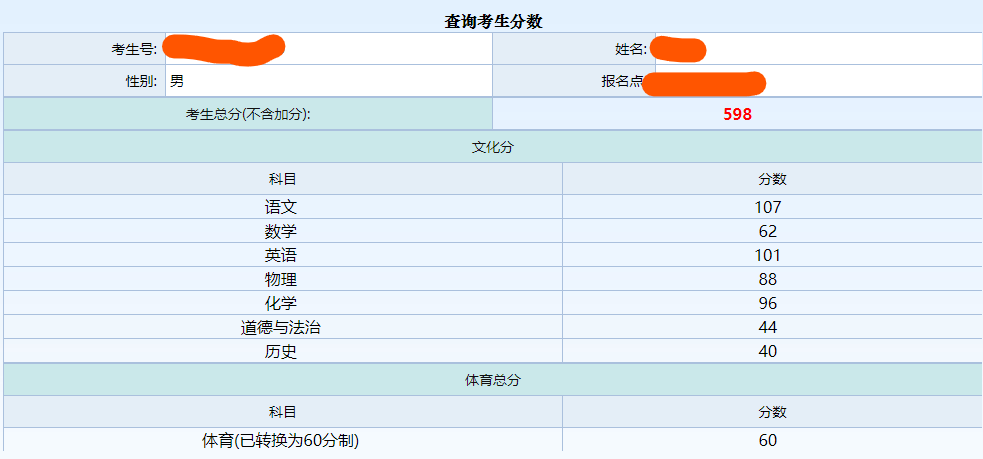 查询考生分数
考生号:
姓名:
性别: 男
报名点
考生总分(不含加分): 598
文化分
科目 分数
语文 107
数学 62
英语 101
物理 88
化学 96
道德与法治 44
历史 40
体育总分
科目 分数
体育(已转换为60分制) 60